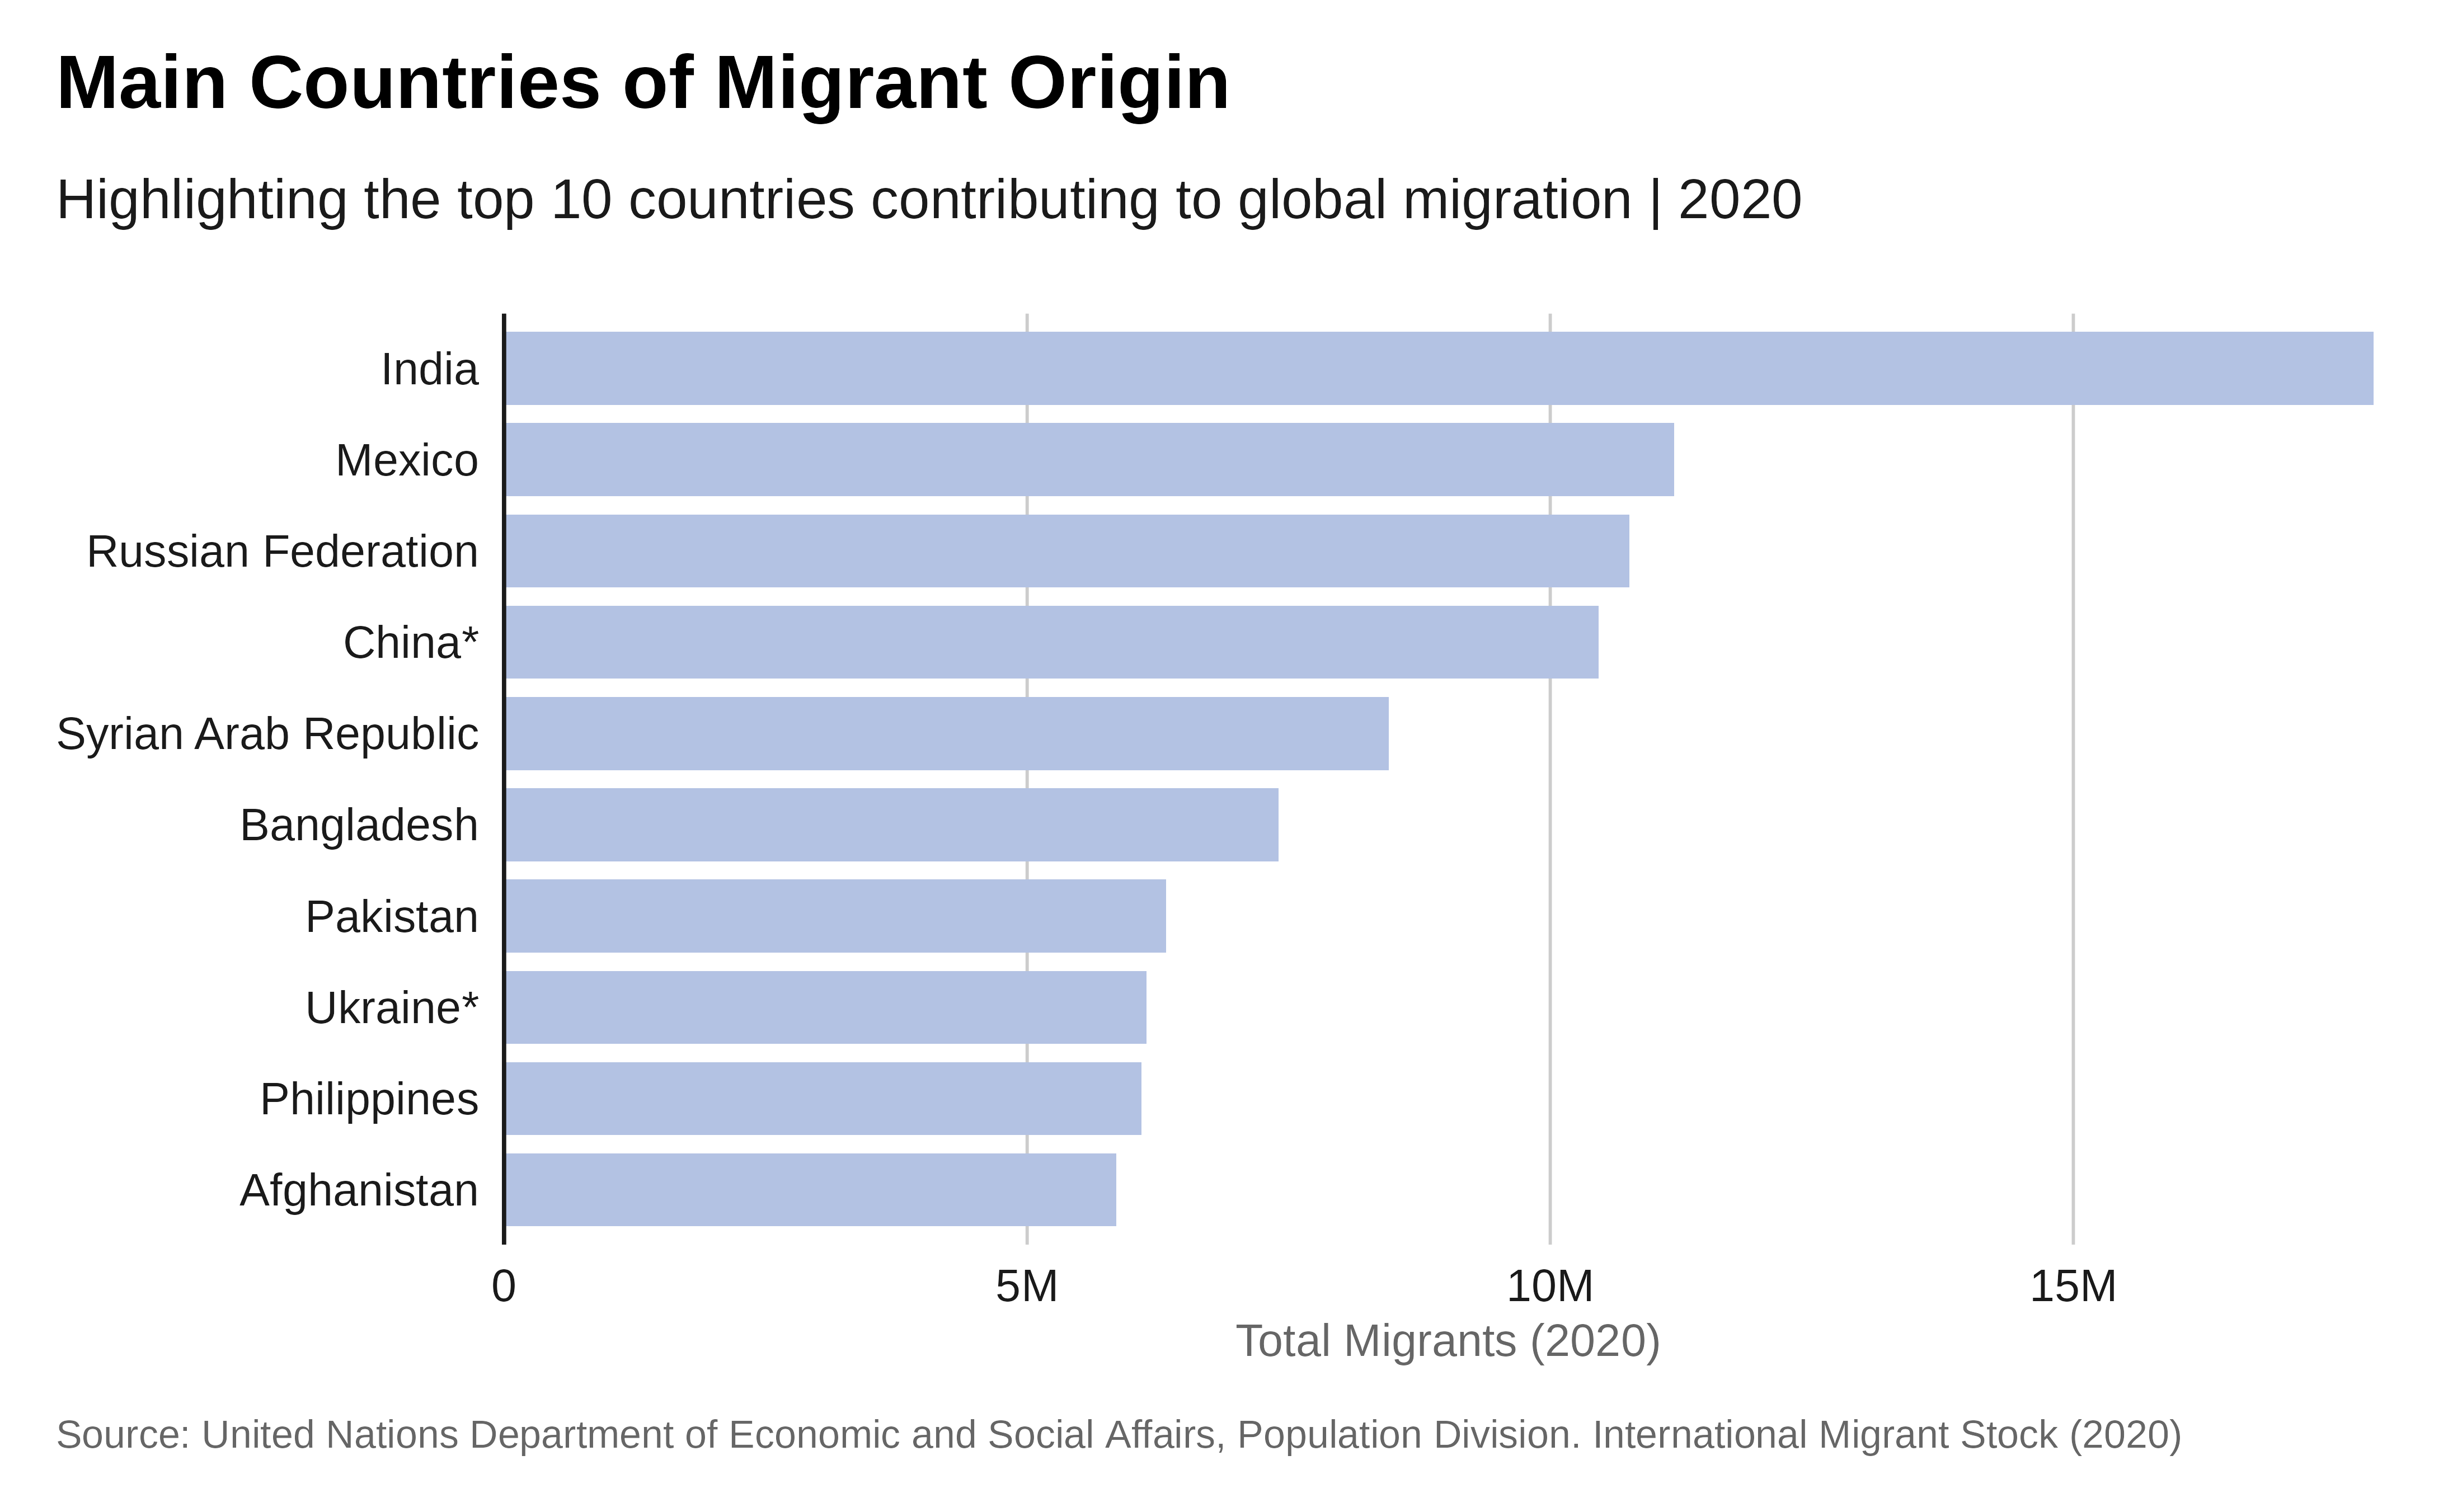 Main Countries of Migrant Origin
Highlighting the top 10 countries contributing to global migration | 2020
India
Mexico
Russian Federation
China*
Syrian Arab Republic
Bangladesh
Pakistan
Ukraine*
Philippines
Afghanistan
0 5M 10M 15M
Total Migrants (2020)
Source: United Nations Department of Economic and Social Affairs, Population Division. International Migrant Stock (2020)